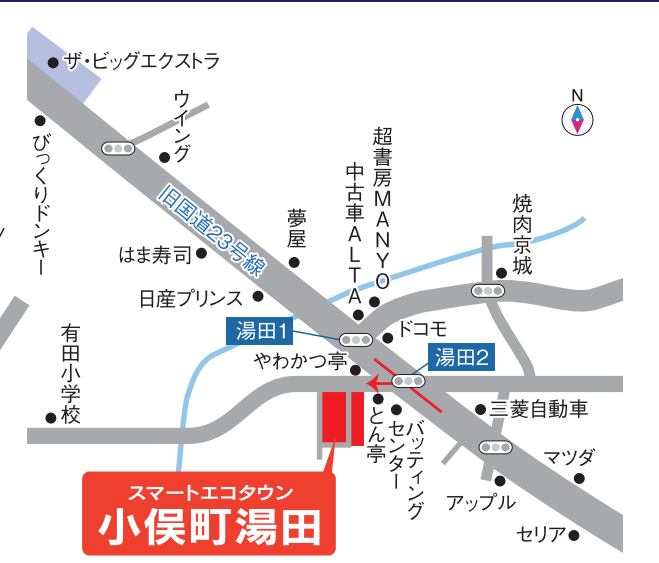 ザ・ビッグエクストラ
ウイング
びっくりドンキー
N
超書房MANYO
中古車ALTA
焼肉京城
夢屋
旧国道23号線
はま寿司
日産プリンス
湯田1
ドコモ
湯田2
やわかつ亭
有田小学校
とん亭
バッティング
センター
三菱自動車
マツダ
アップル
セリア
スマートエコタウン
小俣町湯田